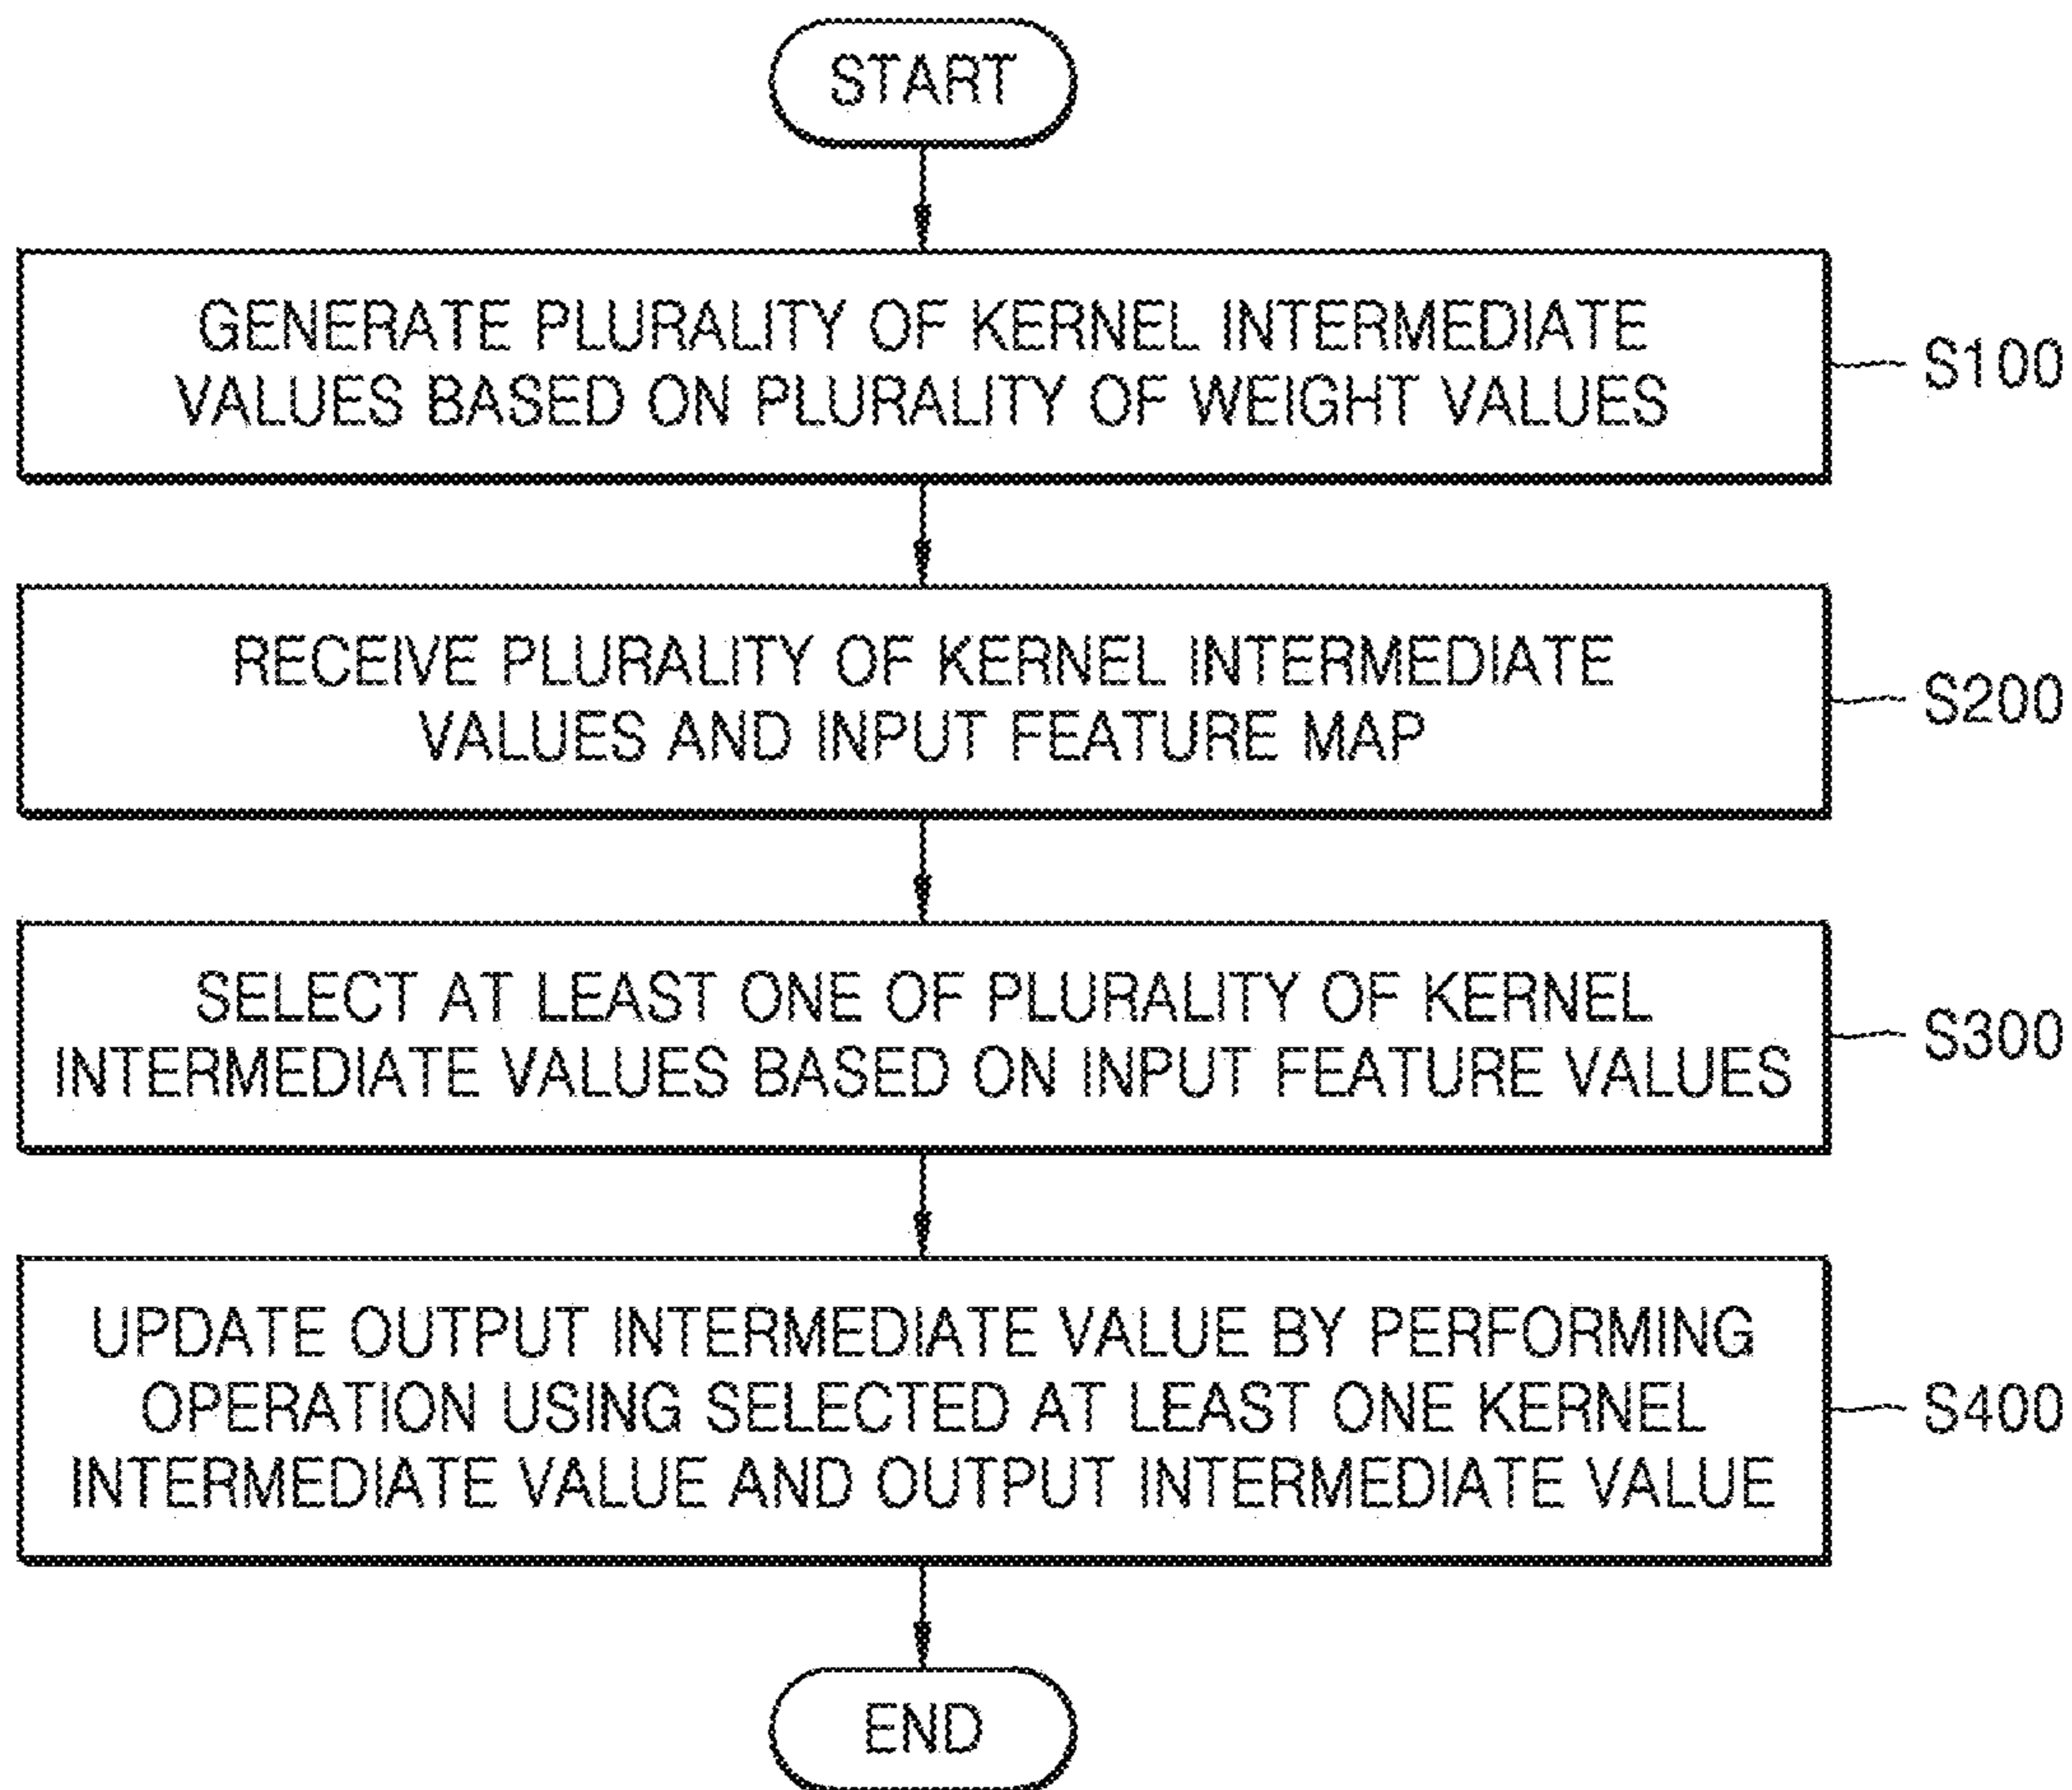 START
GENERATE PLURALITY OF KERNEL INTERMEDIATE
VALUES BASED ON PLURALITY OF WEIGHT VALUES
S100
RECEIVE PLURALITY OF KERNEL INTERMEDIATE
VALUES AND INPUT FEATURE MAP
S200
SELECT AT LEAST ONE OF PLURALITY OF KERNEL
INTERMEDIATE VALUES BASED ON INPUT FEATURE VALUES
S300
UPDATE OUTPUT INTERMEDIATE VALUE BY PERFORMING
OPERATION USING SELECTED AT LEAST ONE KERNEL
INTERMEDIATE VALUE AND OUTPUT INTERMEDIATE VALUE
S400
END